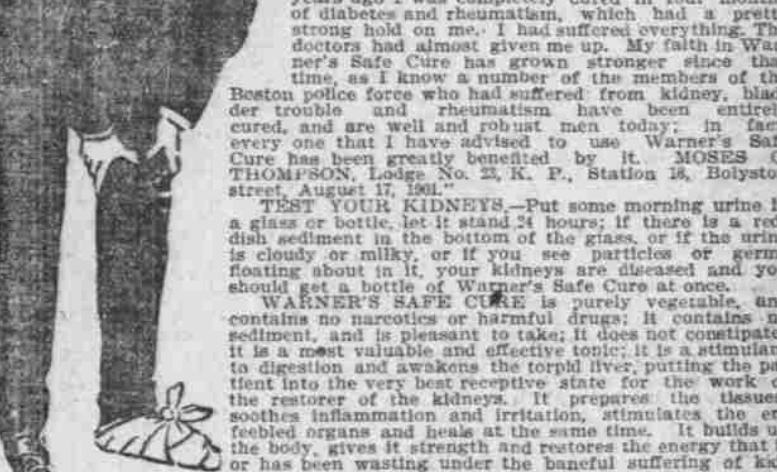 years ago I was completely cured in four months
of diabetes and rheumatism, which had a prett
strong hold on me. I had suffered everything. Th
doctors had almost given me up. My faith in War
ner's Safe Cure has grown stronger since tha
time, as I know a number of the members of th
Boston police force who had suffered from kidney, blad
der trouble and rheumatism have been entirel
cured, and are well and robust men today; in fac
every one that I have advised to use Warner's Saf
Cure has been greatly benefited by it. MOSES
THOMPSON, Lodge No. 23, K. P., Station 16, Bolysto
street, August 17, 1901."
TEST YOUR KIDNEYS.—Put some morning urine i
a glass or bottle, let it stand 24 hours; if there is a red
dish sediment in the bottom of the glass, or if the urin
is cloudy or milky, or if you see particles or germ
floating about in it, your kidneys are diseased and yo
should get a bottle of Warner's Safe Cure at once.
WARNER'S SAFE CURE is purely vegetable, an
contains no narcotics or harmful drugs; it contains n
sediment, and is pleasant to take; it does not constipate
it is a most valuable and effective tonic; it is a stimulan
to digestion and awakens the torpid liver, putting the pa
tient into the very best receptive state for the work o
the restorer of the kidneys. It prepares the tissues
soothes inflammation and irritation, stimulates the en
feebled organs and heals at the same time. It builds u
the body, gives it strength and restores the energy that i
or has been wasting under the baneful suffering of kid